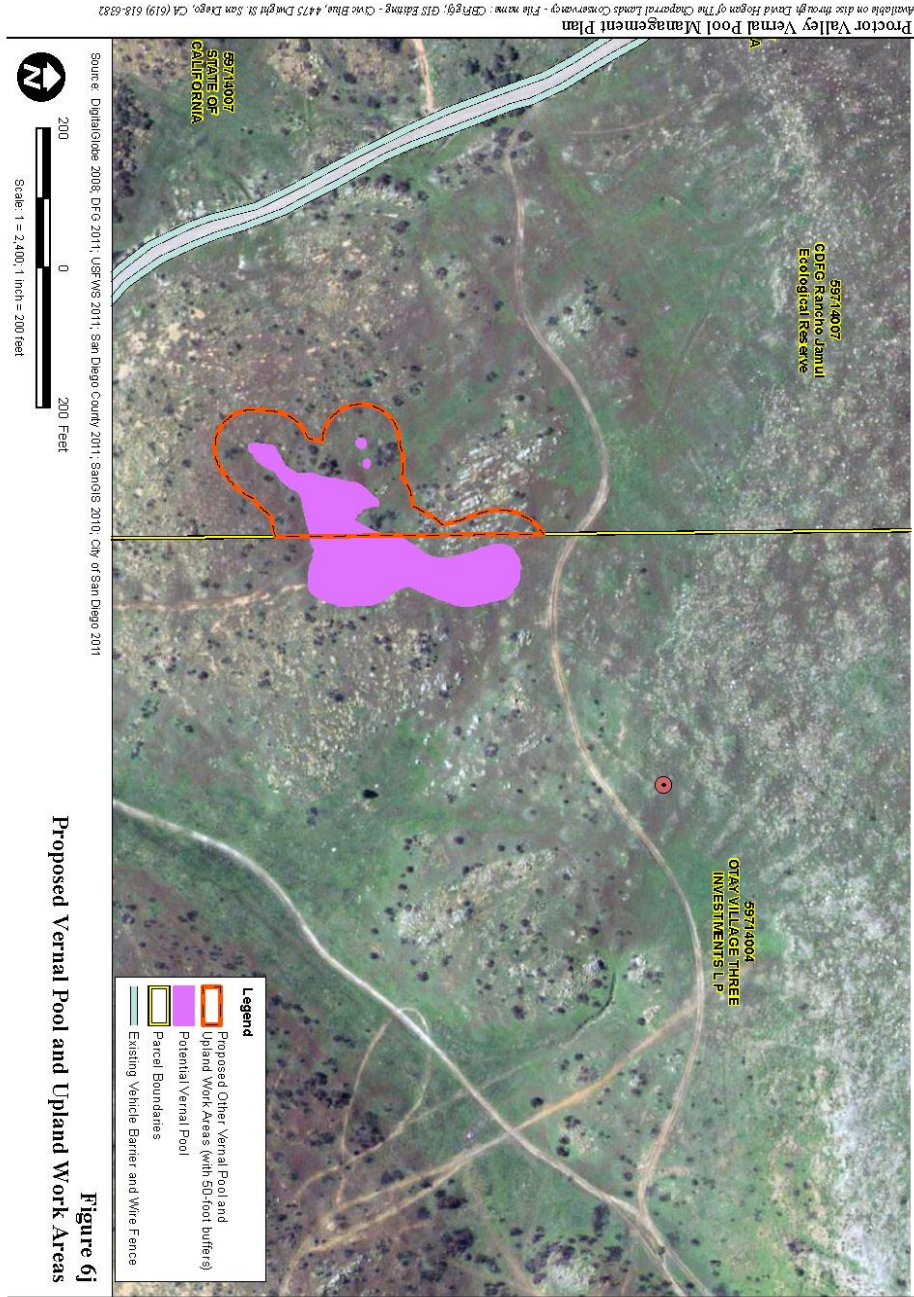 Available on disc through David Hogan of The Chaparral Lands Conservancy - File name: CBFig6j; GIS Editing - Civic Blue, 4475 Dwight St. San Diego, CA (619) 618-6382
Proctor Valley Vernal Pool Management Plan
59714007
STATE OF
CALIFORNIA
A
59714007
CDFG Rancho Jamul
Ecological Reserve
59714004
OTAY VILLAGE THREE
INVESTMENTS L P
Legend
Proposed Other Vernal Pool and
Upland Work Areas (with 50-foot buffers)
Potential Vernal Pool
Parcel Boundaries
Existing Vehicle Barrier and Wire Fence
Source: DigitalGlobe 2008; DFG 2011; USFWS 2011; San Diego County 2011; SanGIS 2010; City of San Diego 2011
N
200 0 200 Feet
Scale: 1 = 2,400; 1 inch = 200 feet
Figure 6j
Proposed Vernal Pool and Upland Work Areas